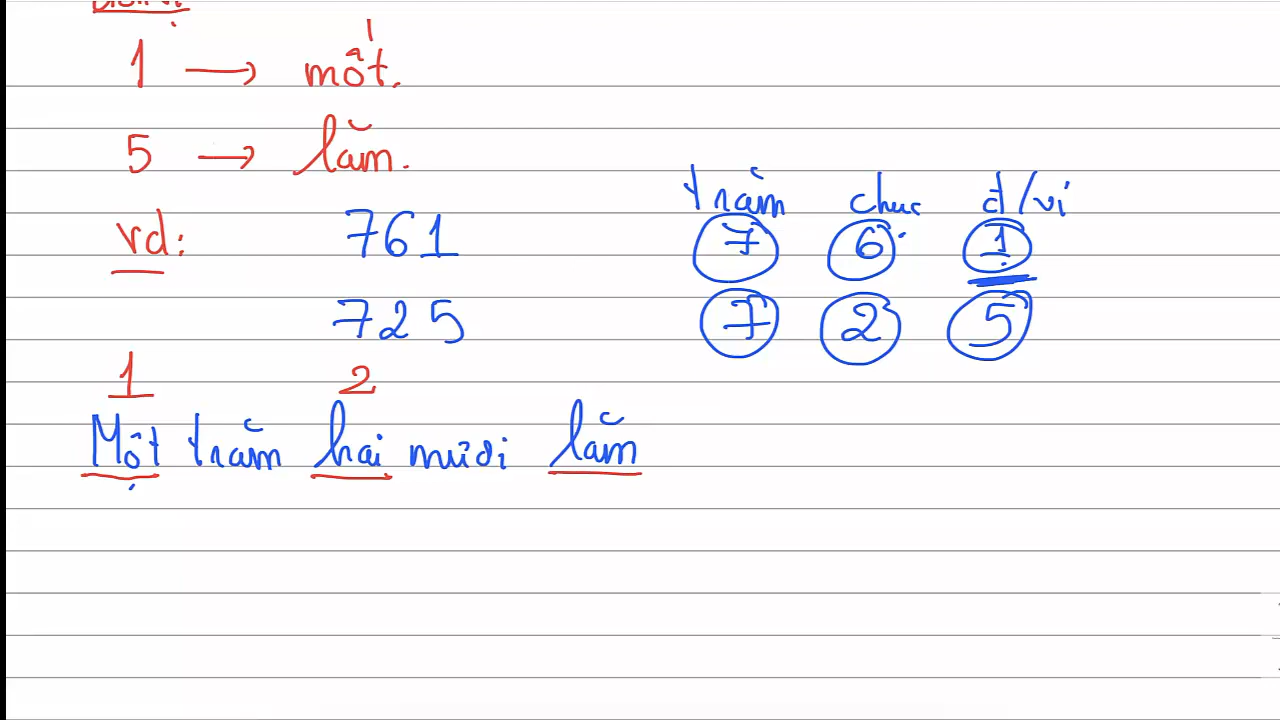 1 → mốt.
5 → lăm.
trăm chục đ/vị
vd: 761 7 6 1
725 7 2 5
1 2
Một trăm hai mươi lăm